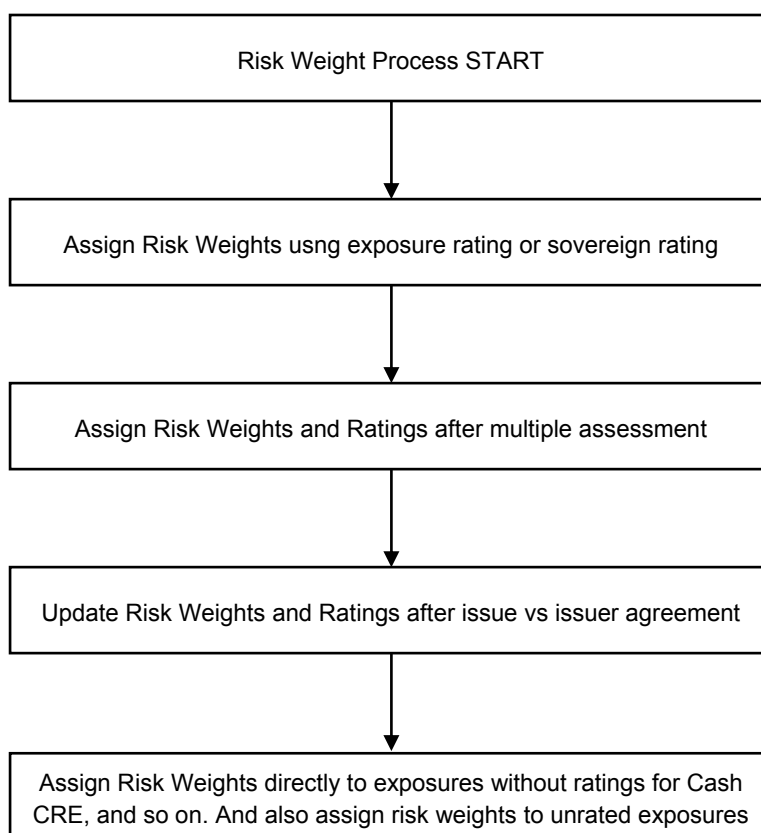 Risk Weight Process START
Assign Risk Weights usng exposure rating or sovereign rating
Assign Risk Weights and Ratings after multiple assessment
Update Risk Weights and Ratings after issue vs issuer agreement
Assign Risk Weights directly to exposures without ratings for Cash
CRE, and so on. And also assign risk weights to unrated exposures